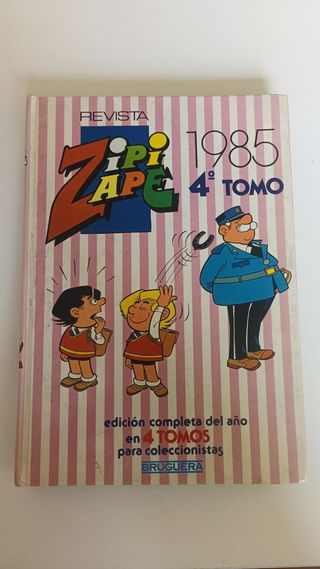 REVISTA
ZIPI
ZAPE
1985
4º TOMO
edición completa del año
en 4 TOMOS
para coleccionistas
BRUGUERA